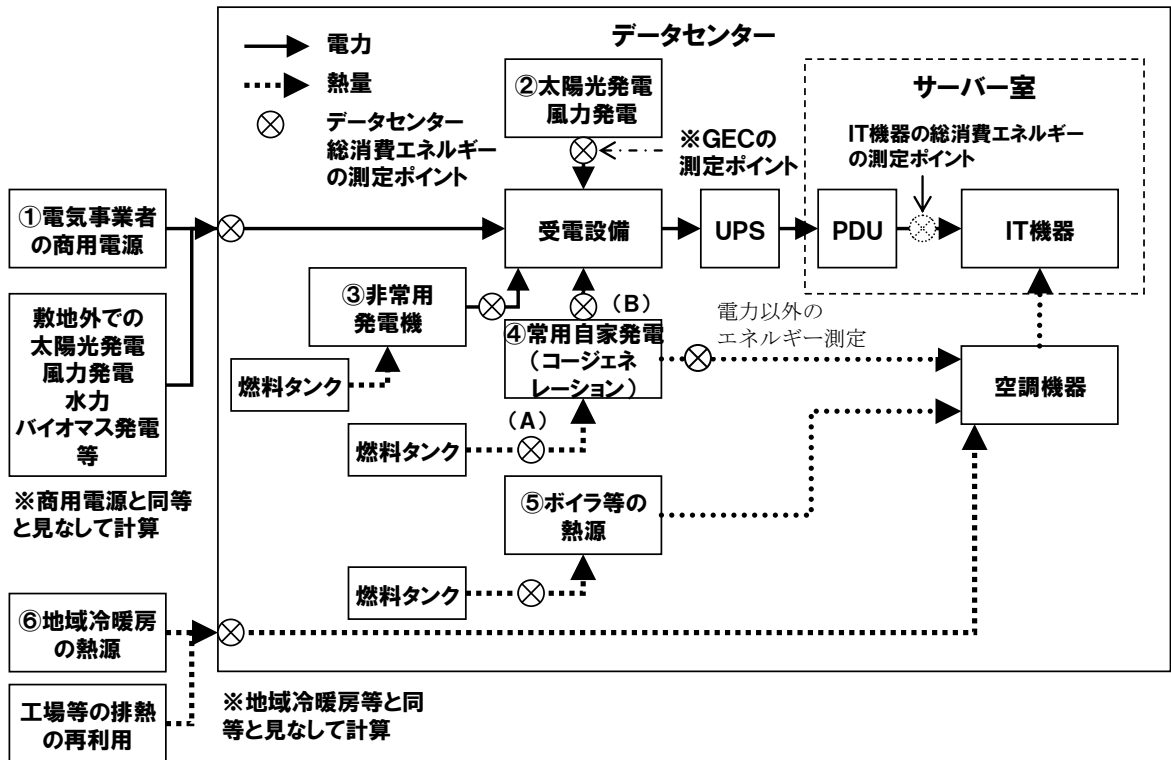 データセンター
電力
熱量
データセンター
総消費エネルギー
の測定ポイント
②太陽光発電
風力発電
※GECの
測定ポイント
サーバー室
IT機器の総消費エネルギー
の測定ポイント
①電気事業者
の商用電源
受電設備
UPS
PDU
IT機器
③非常用
発電機
(B)
電力以外の
エネルギー測定
敷地外での
太陽光発電
風力発電
水力
バイオマス発電
等
④常用自家発電
(コージェネ
レーション)
燃料タンク
空調機器
(A)
燃料タンク
※商用電源と同等
と見なして計算
⑤ボイラ等の
熱源
燃料タンク
⑥地域冷暖房
の熱源
工場等の排熱
の再利用
※地域冷暖房等と同
等と見なして計算